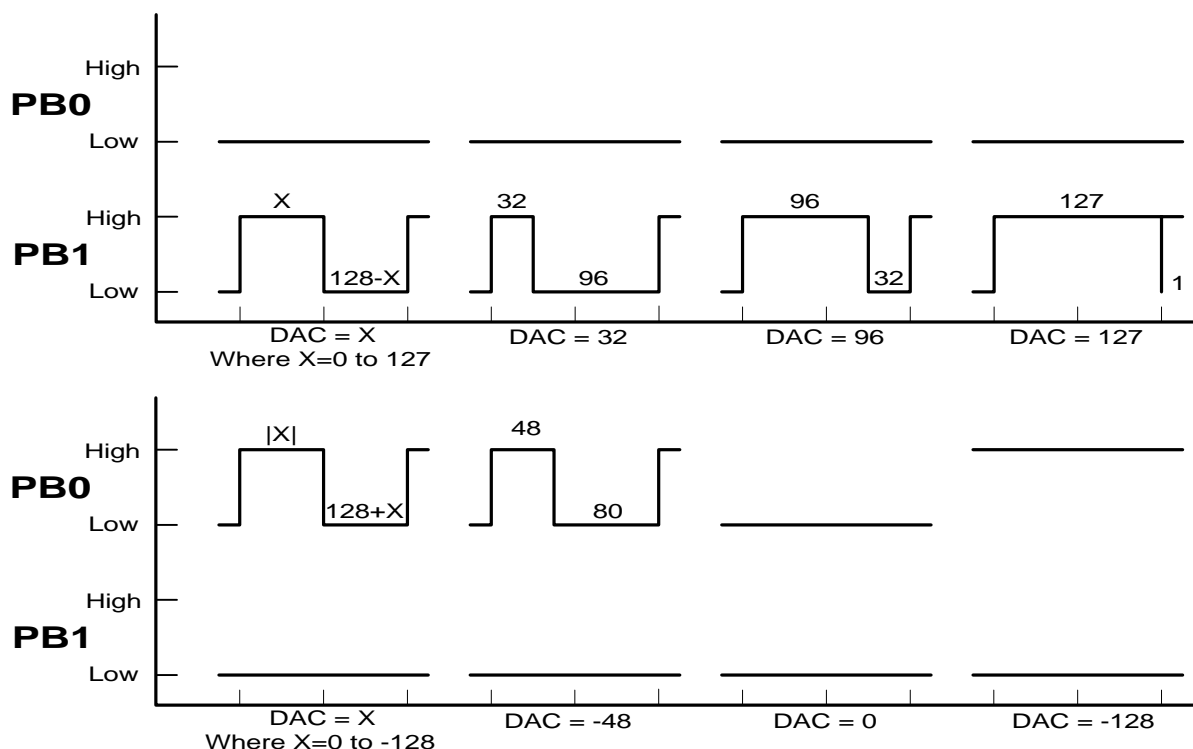 High
PB0
Low
X 32 96 127
High
PB1
128-X 96 32 1
Low
DAC = X DAC = 32 DAC = 96 DAC = 127
Where X=0 to 127
|X| 48
High
PB0
128+X 80
Low
High
PB1
Low
DAC = X DAC = -48 DAC = 0 DAC = -128
Where X=0 to -128